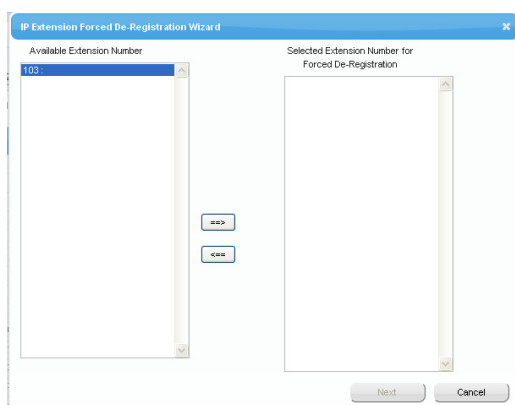 IP Extension Forced De-Registration Wizard
Available Extension Number
Selected Extension Number for
Forced De-Registration
103 :
==>
<==
Next
Cancel